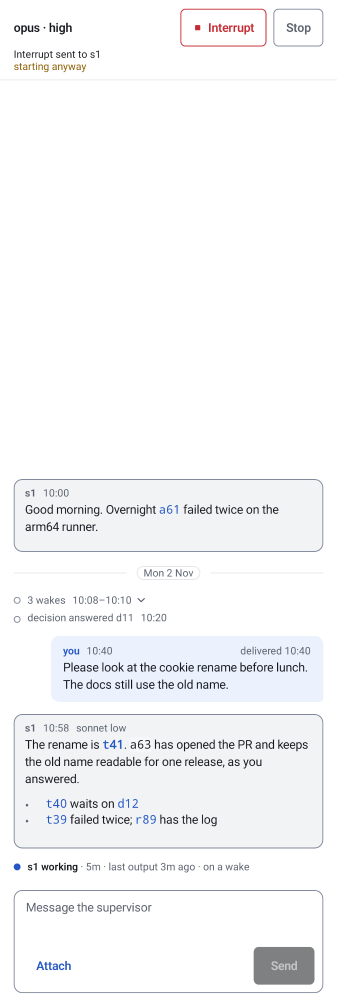 opus · high
Interrupt
Stop
Interrupt sent to s1
starting anyway
s1 10:00
Good morning. Overnight a61 failed twice on the
arm64 runner.
Mon 2 Nov
3 wakes 10:08–10:10
decision answered d11 10:20
you 10:40 delivered 10:40
Please look at the cookie rename before lunch.
The docs still use the old name.
s1 10:58 sonnet low
The rename is t41. a63 has opened the PR and keeps
the old name readable for one release, as you
answered.
• t40 waits on d12
• t39 failed twice; r89 has the log
s1 working · 5m · last output 3m ago · on a wake
Message the supervisor
Attach
Send